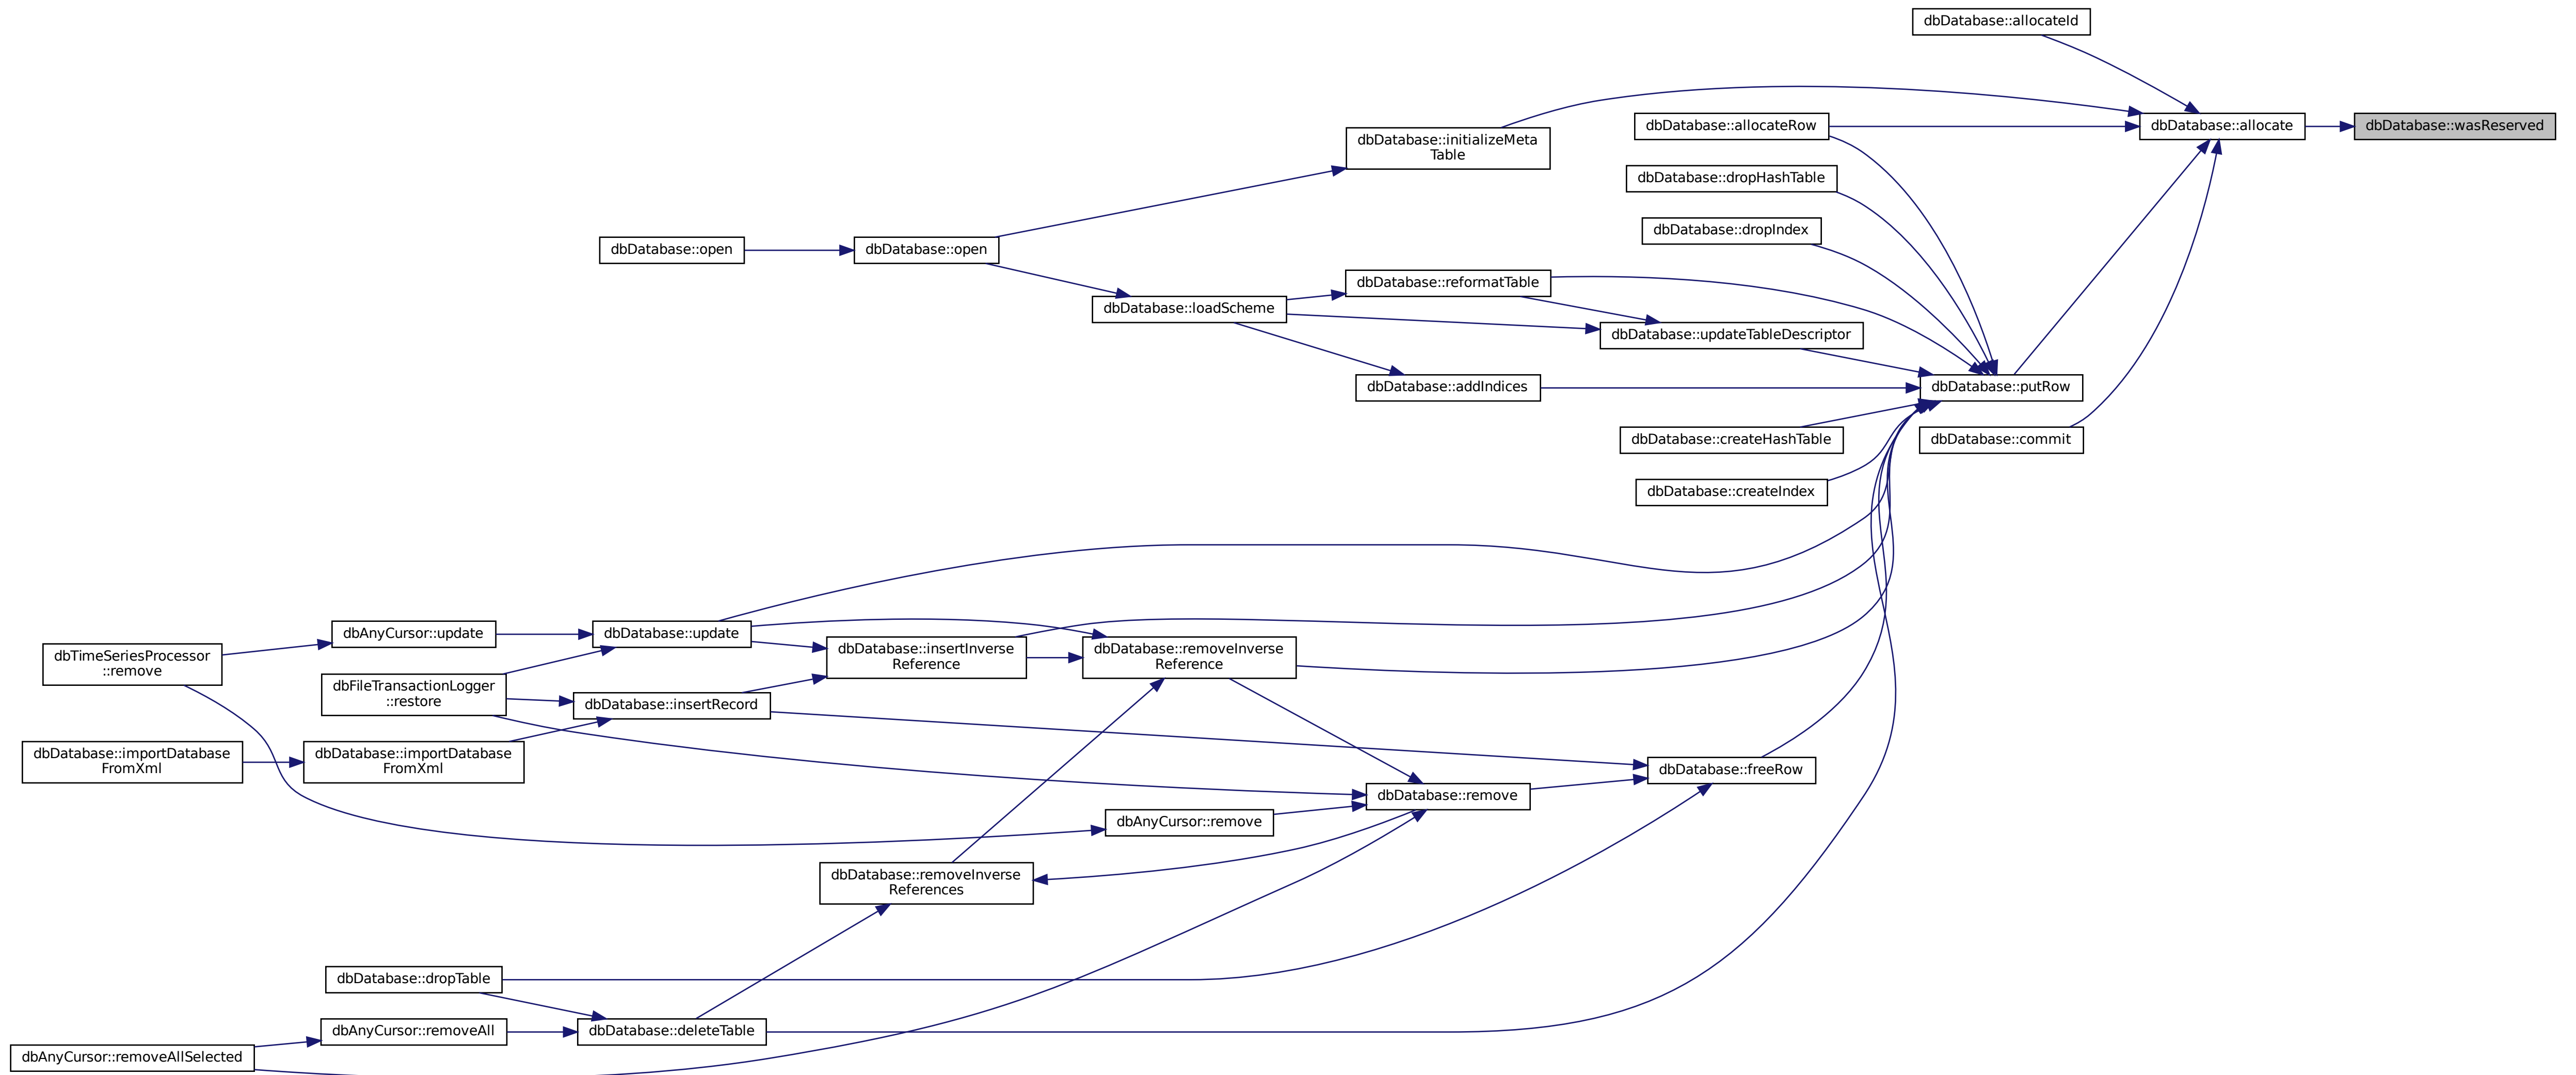 dbDatabase::allocateId
dbDatabase::allocate
dbDatabase::wasReserved
dbDatabase::allocateRow
dbDatabase::initializeMeta
Table
dbDatabase::dropHashTable
dbDatabase::dropIndex
dbDatabase::open
dbDatabase::open
dbDatabase::reformatTable
dbDatabase::loadScheme
dbDatabase::updateTableDescriptor
dbDatabase::addIndices
dbDatabase::putRow
dbDatabase::createHashTable
dbDatabase::commit
dbDatabase::createIndex
dbAnyCursor::update
dbDatabase::update
dbTimeSeriesProcessor
::remove
dbDatabase::insertInverse
Reference
dbDatabase::removeInverse
Reference
dbFileTransactionLogger
::restore
dbDatabase::insertRecord
dbDatabase::importDatabase
FromXml
dbDatabase::importDatabase
FromXml
dbDatabase::freeRow
dbDatabase::remove
dbAnyCursor::remove
dbDatabase::removeInverse
References
dbDatabase::dropTable
dbAnyCursor::removeAll
dbDatabase::deleteTable
dbAnyCursor::removeAllSelected